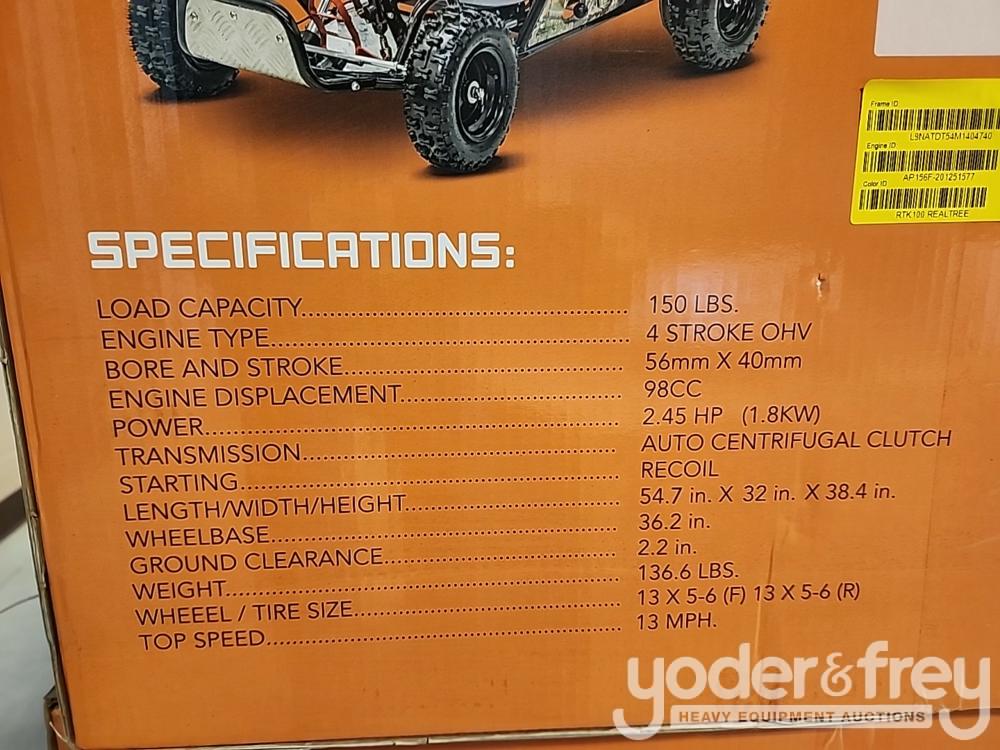 Frame ID
L9NATDT54M1404740
Engine ID
AP156F-201251577
Color ID
RTK100 REALTREE
SPECIFICATIONS:
LOAD CAPACITY........................................ 150 LBS.
ENGINE TYPE........................................ 4 STROKE OHV
BORE AND STROKE........................................ 56mm X 40mm
ENGINE DISPLACEMENT........................................ 98CC
POWER........................................ 2.45 HP (1.8KW)
TRANSMISSION........................................ AUTO CENTRIFUGAL CLUTCH
STARTING........................................ RECOIL
LENGTH/WIDTH/HEIGHT........................................ 54.7 in. X 32 in. X 38.4 in.
WHEELBASE........................................ 36.2 in.
GROUND CLEARANCE........................................ 2.2 in.
WEIGHT........................................ 136.6 LBS.
WHEEEL / TIRE SIZE........................................ 13 X 5-6 (F) 13 X 5-6 (R)
TOP SPEED........................................ 13 MPH.
yoder&frey
HEAVY EQUIPMENT AUCTIONS